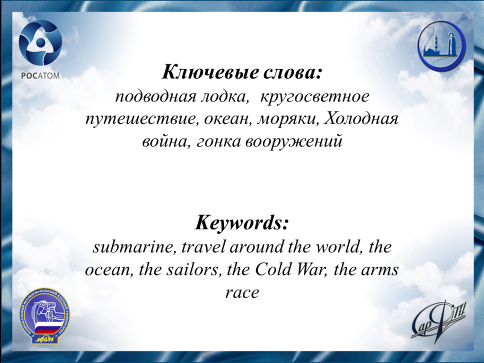 РОСАТОМ
Ключевые слова:
подводная лодка, кругосветное
путешествие, океан, моряки, Холодная
война, гонка вооружений
Keywords:
submarine, travel around the world, the
ocean, the sailors, the Cold War, the arms
race